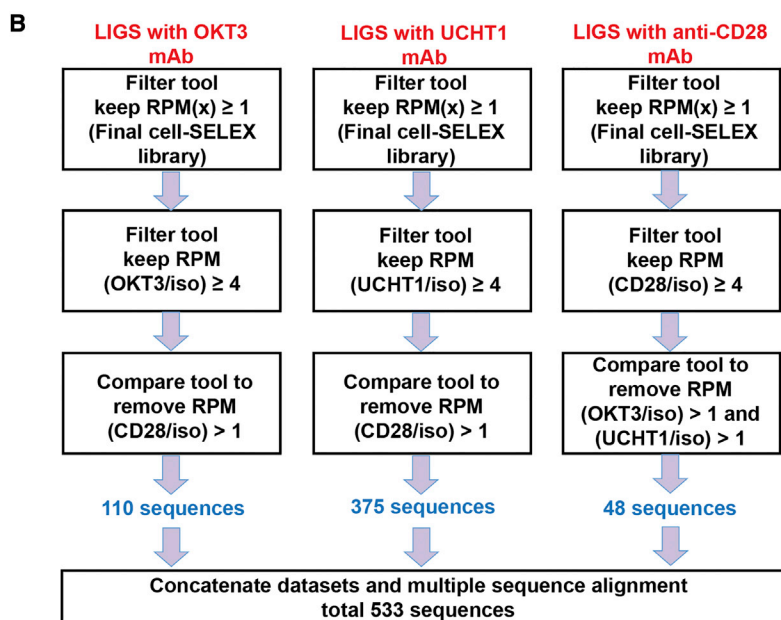 B
LIGS with OKT3
mAb
Filter tool
keep RPM(x) ≥ 1
(Final cell-SELEX
library)
Filter tool
keep RPM
(OKT3/iso) ≥ 4
Compare tool to
remove RPM
(CD28/iso) > 1
110 sequences
LIGS with UCHT1
mAb
Filter tool
keep RPM(x) ≥ 1
(Final cell-SELEX
library)
Filter tool
keep RPM
(UCHT1/iso) ≥ 4
Compare tool to
remove RPM
(CD28/iso) > 1
375 sequences
LIGS with anti-CD28
mAb
Filter tool
keep RPM(x) ≥ 1
(Final cell-SELEX
library)
Filter tool
keep RPM
(CD28/iso) ≥ 4
Compare tool to
remove RPM
(OKT3/iso) > 1 and
(UCHT1/iso) > 1
48 sequences
Concatenate datasets and multiple sequence alignment
total 533 sequences